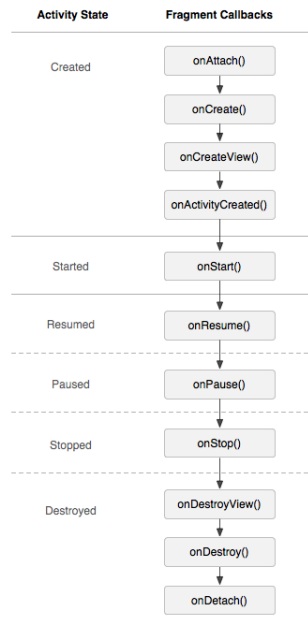 Activity State Fragment Callbacks
Created
onAttach()
onCreate()
onCreateView()
onActivityCreated()
Started onStart()
Resumed onResume()
Paused onPause()
Stopped onStop()
Destroyed
onDestroyView()
onDestroy()
onDetach()